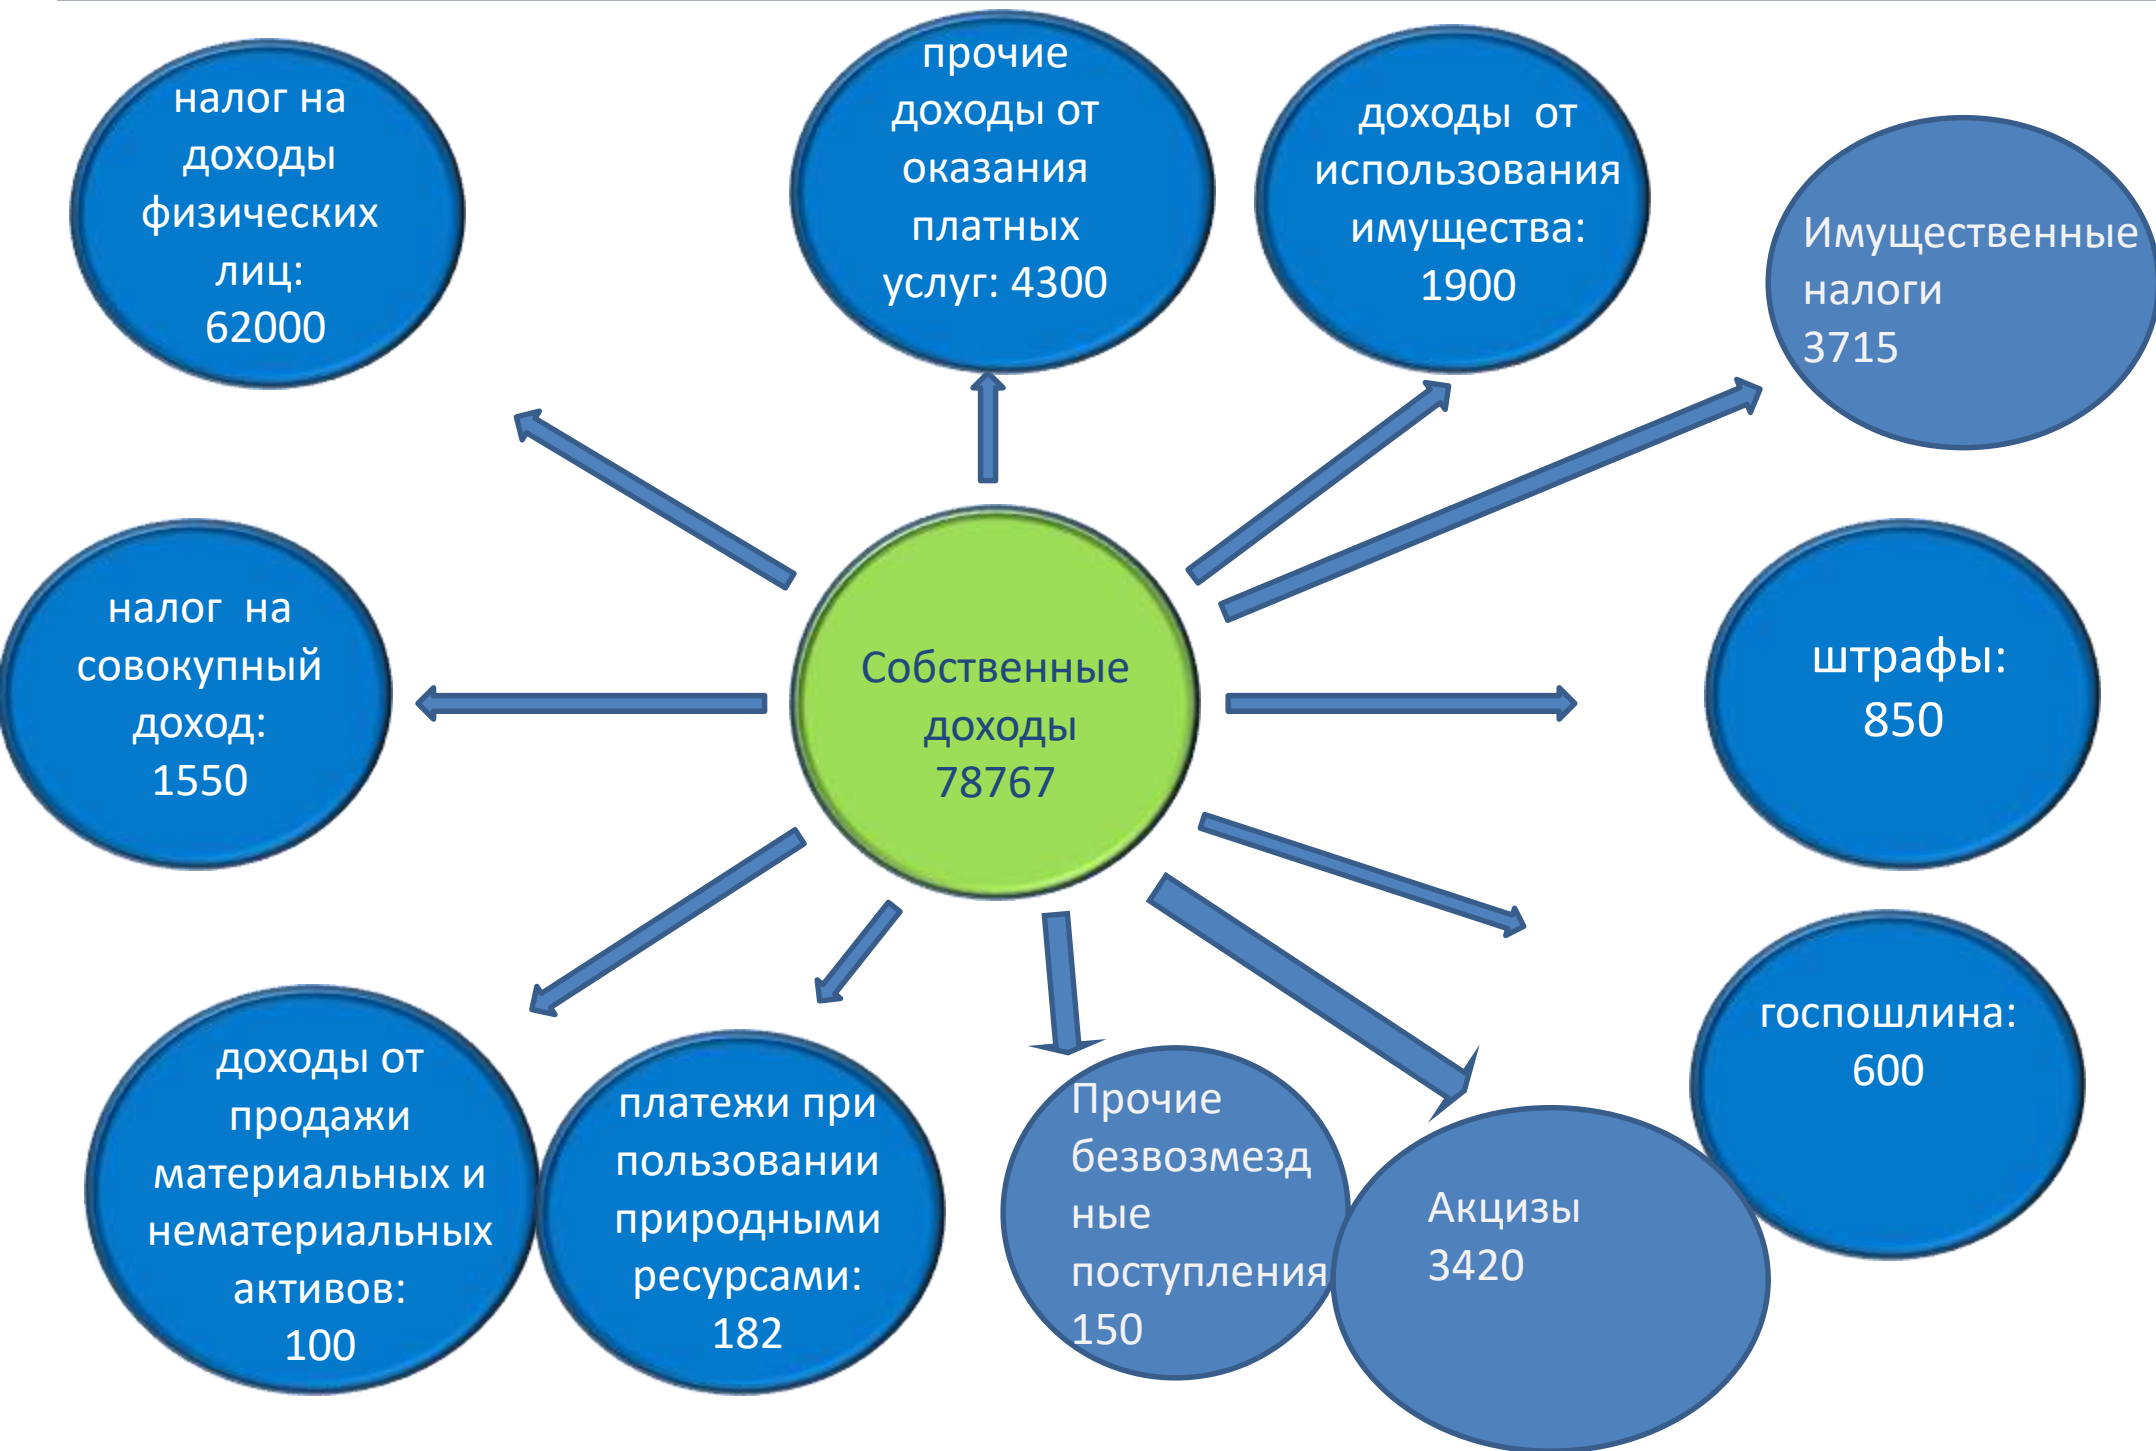 налог на
доходы
физических
лиц:
62000
прочие
доходы от
оказания
платных
услуг: 4300
доходы  от
использования
имущества:
1900
Имущественные
налоги
3715
налог  на
совокупный
доход:
1550
Собственные
доходы
78767
штрафы:
850
госпошлина:
600
доходы от
продажи
материальных и
нематериальных
активов:
100
платежи при
пользовании
природными
ресурсами:
182
Прочие
безвозмезд
ные
поступления
150
Акцизы
3420